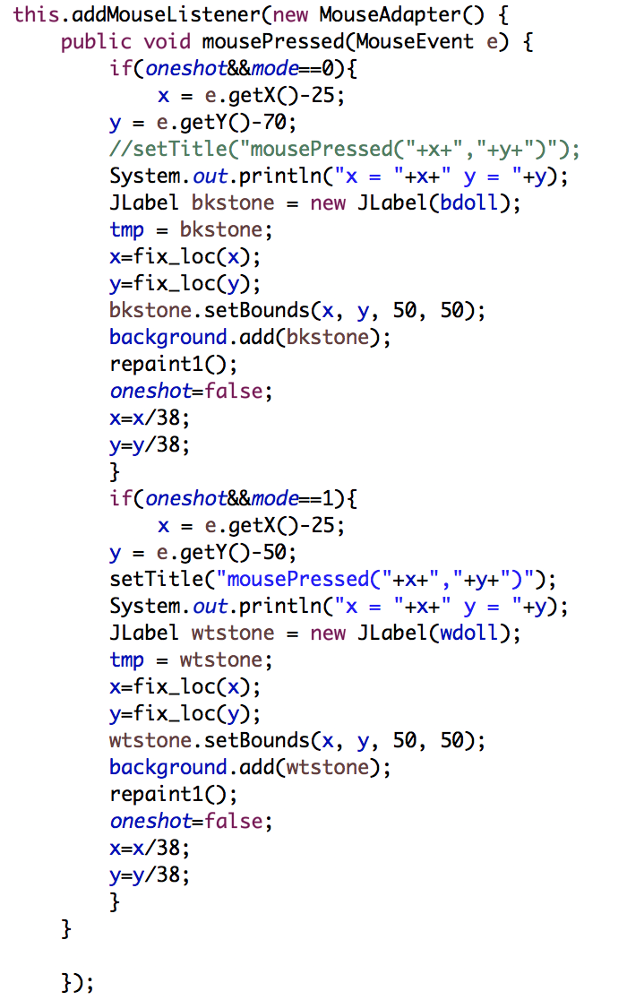 this.addMouseListener(new MouseAdapter() {
    public void mousePressed(MouseEvent e) {
        if(oneshot&&mode==0){
            x = e.getX()-25;
        y = e.getY()-70;
        //setTitle("mousePressed("+x+","+y+")");
        System.out.println("x = "+x+" y = "+y);
        JLabel bkstone = new JLabel(bdoll);
        tmp = bkstone;
        x=fix_loc(x);
        y=fix_loc(y);
        bkstone.setBounds(x, y, 50, 50);
        background.add(bkstone);
        repaint1();
        oneshot=false;
        x=x/38;
        y=y/38;
        }
        if(oneshot&&mode==1){
            x = e.getX()-25;
        y = e.getY()-50;
        setTitle("mousePressed("+x+","+y+")");
        System.out.println("x = "+x+" y = "+y);
        JLabel wtstone = new JLabel(wdoll);
        tmp = wtstone;
        x=fix_loc(x);
        y=fix_loc(y);
        wtstone.setBounds(x, y, 50, 50);
        background.add(wtstone);
        repaint1();
        oneshot=false;
        x=x/38;
        y=y/38;
        }
    }

    });